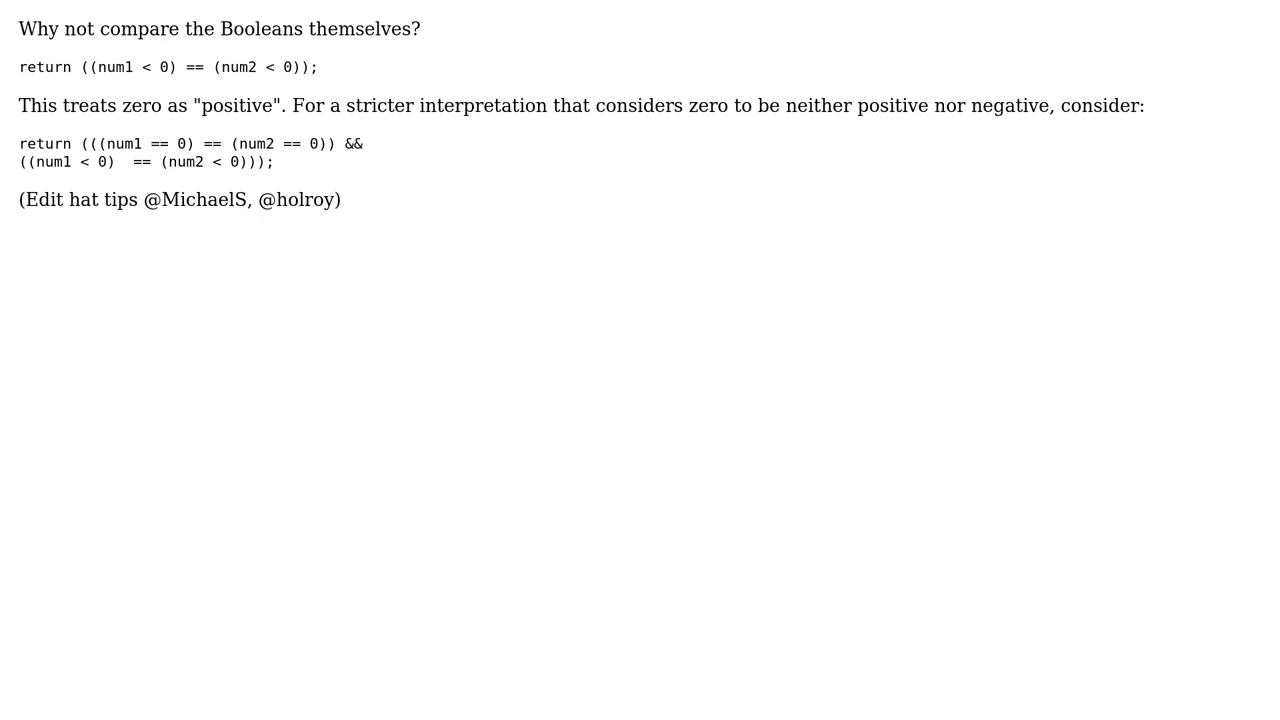 Why not compare the Booleans themselves?
return ((num1 < 0) == (num2 < 0));
This treats zero as "positive". For a stricter interpretation that considers zero to be neither positive nor negative, consider:
return (((num1 == 0) == (num2 == 0)) &&
((num1 < 0)  == (num2 < 0)));
(Edit hat tips @MichaelS, @holroy)